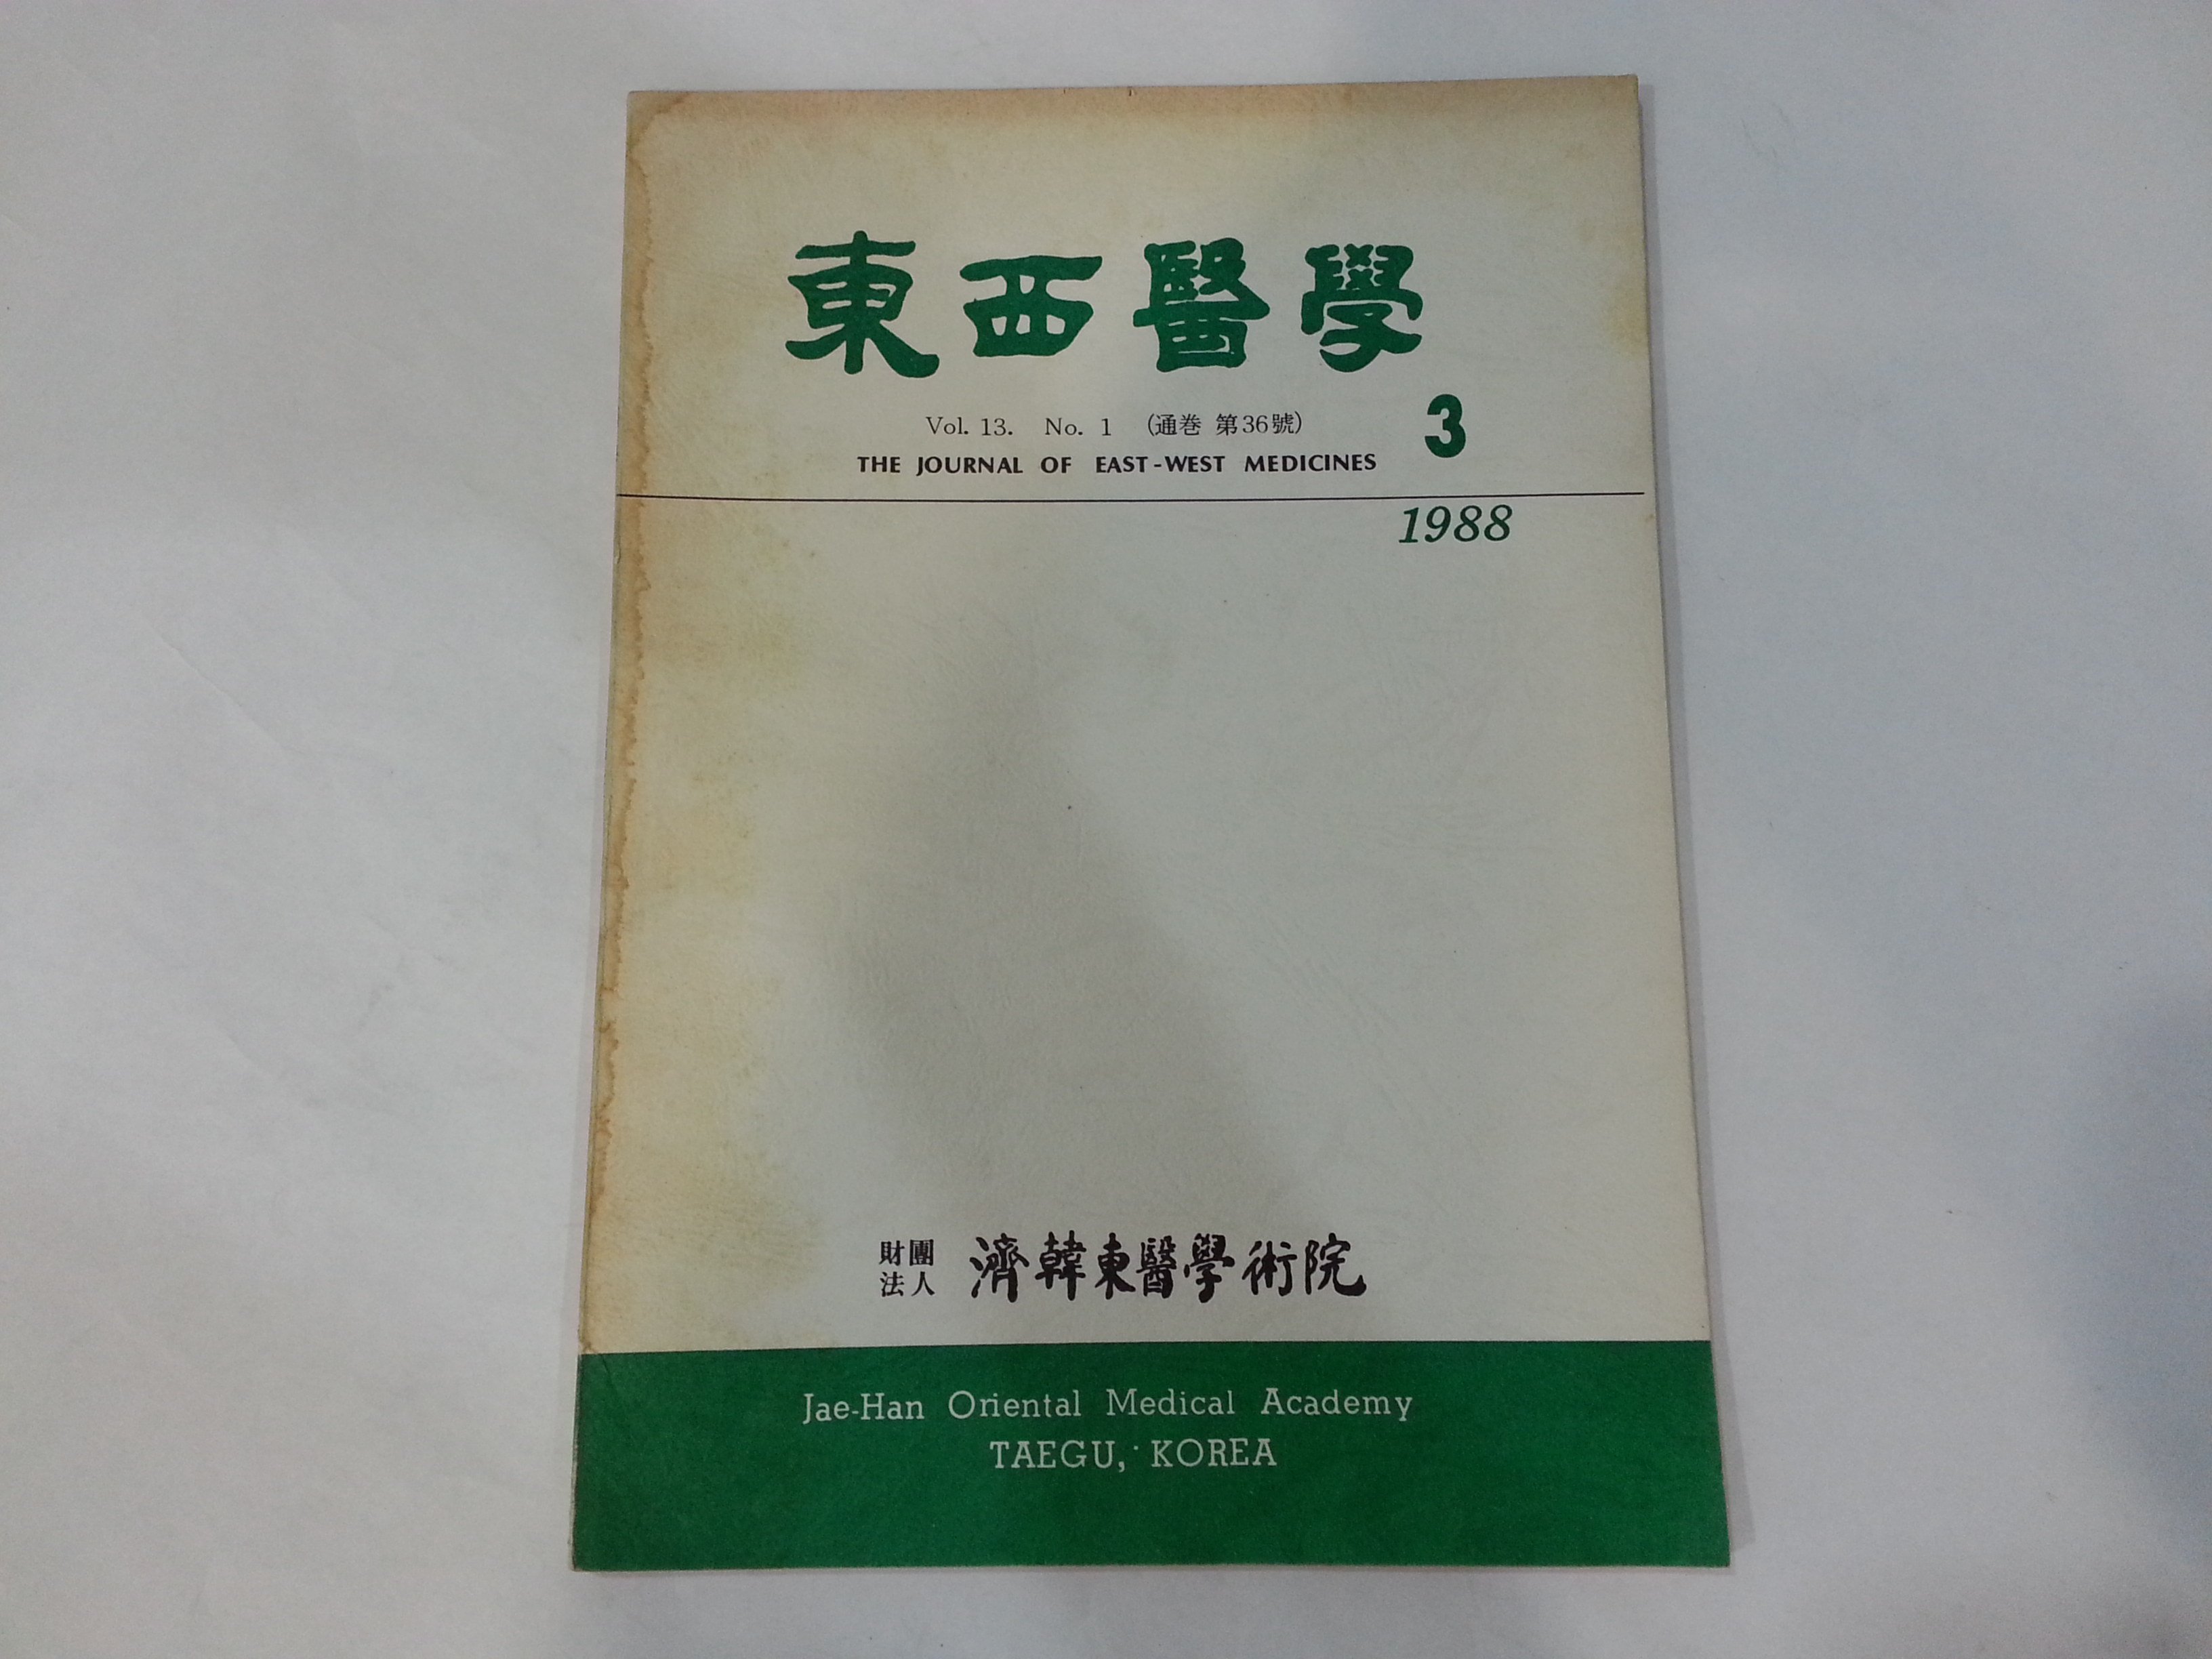 東西醫學
Vol. 13. No. 1 (通巻 第36號)
3
THE JOURNAL OF EAST-WEST MEDICINES
1988
財團
法人
濟韓東醫學術院
Jae-Han Oriental Medical Academy
TAEGU, KOREA